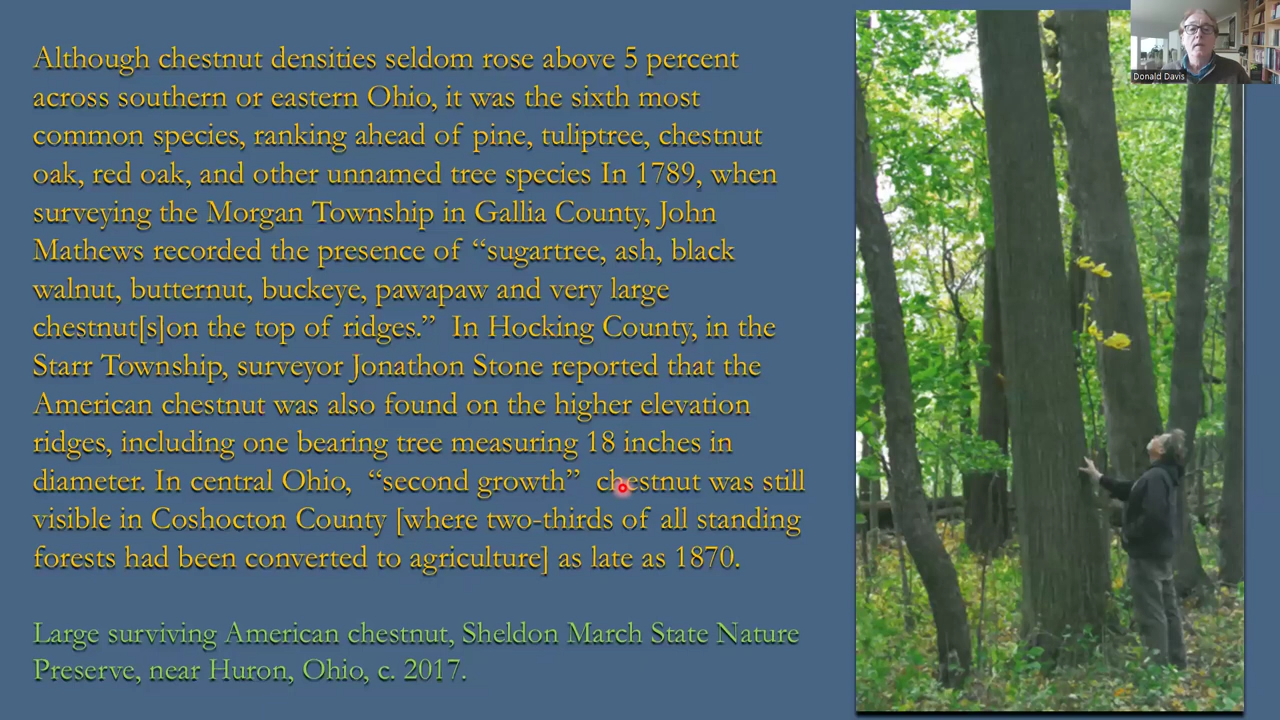 Although chestnut densities seldom rose above 5 percent
across southern or eastern Ohio, it was the sixth most
common species, ranking ahead of pine, tuliptree, chestnut
oak, red oak, and other unnamed tree species In 1789, when
surveying the Morgan Township in Gallia County, John
Mathews recorded the presence of “sugartree, ash, black
walnut, butternut, buckeye, pawapaw and very large
chestnut[s]on the top of ridges.” In Hocking County, in the
Starr Township, surveyor Jonathon Stone reported that the
American chestnut was also found on the higher elevation
ridges, including one bearing tree measuring 18 inches in
diameter. In central Ohio, “second growth” chestnut was still
visible in Coshocton County [where two-thirds of all standing
forests had been converted to agriculture] as late as 1870.
Large surviving American chestnut, Sheldon March State Nature
Preserve, near Huron, Ohio, c. 2017.
Donald Davis